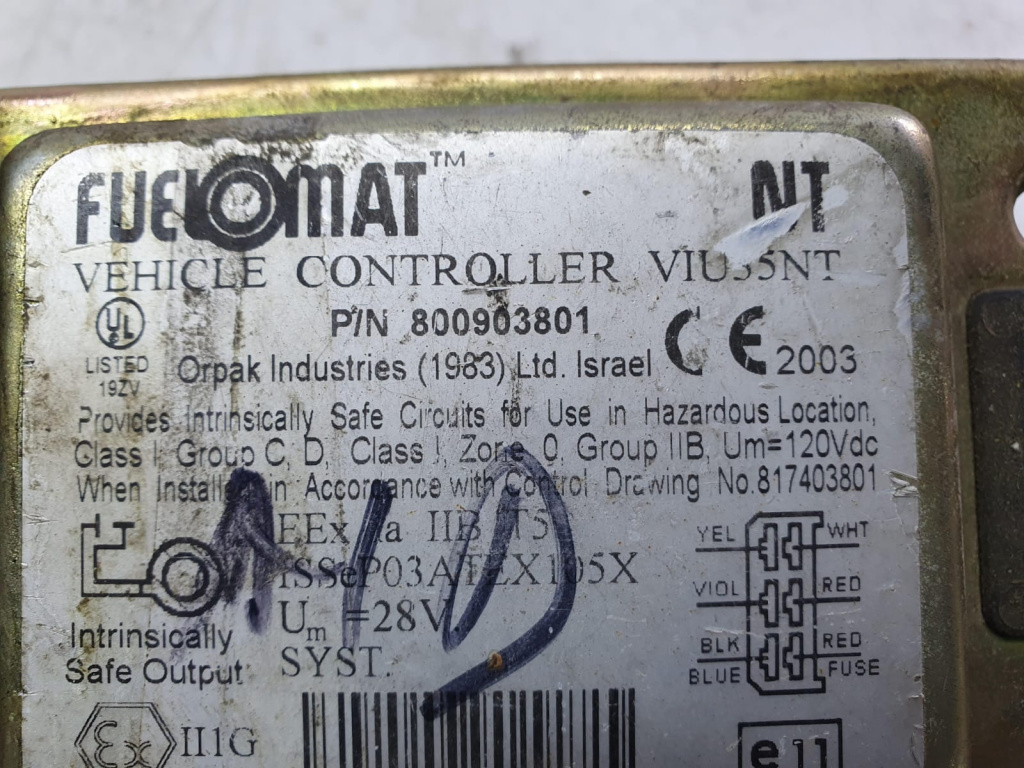 FUELOMAT™ NT
VEHICLE CONTROLLER VIU35NT
UL
LISTED
19ZV
P/N 800903801
Orpak Industries (1983) Ltd. Israel CE 2003
Provides Intrinsically Safe Circuits for Use in Hazardous Location,
Class I, Group C, D, Class I, Zone 0, Group IIB, Um=120Vdc
When Installed in Accordance with Control Drawing No.817403801
EEx ia IIB T5
ISSeP03ATEX105X
Um =28V
SYST.
Intrinsically
Safe Output
YEL WHT
VIOL RED
BLK RED
BLUE FUSE
Ex II1G
e11